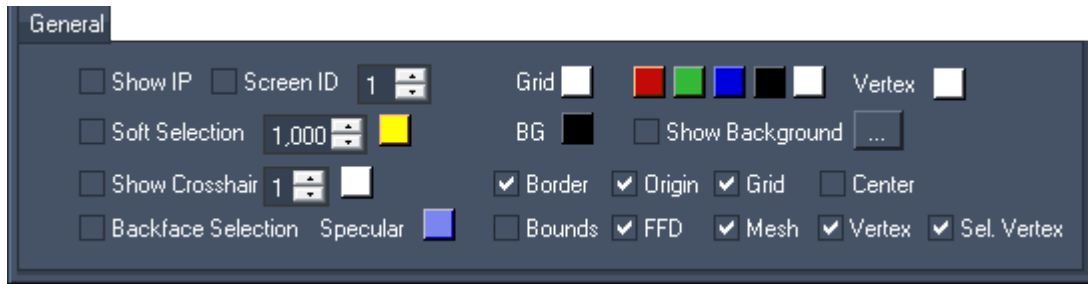 General
Show IP Screen ID 1 Grid Vertex
Soft Selection 1,000 BG Show Background ...
Show Crosshair 1 Border Origin Grid Center
Backface Selection Specular Bounds FFD Mesh Vertex Sel. Vertex